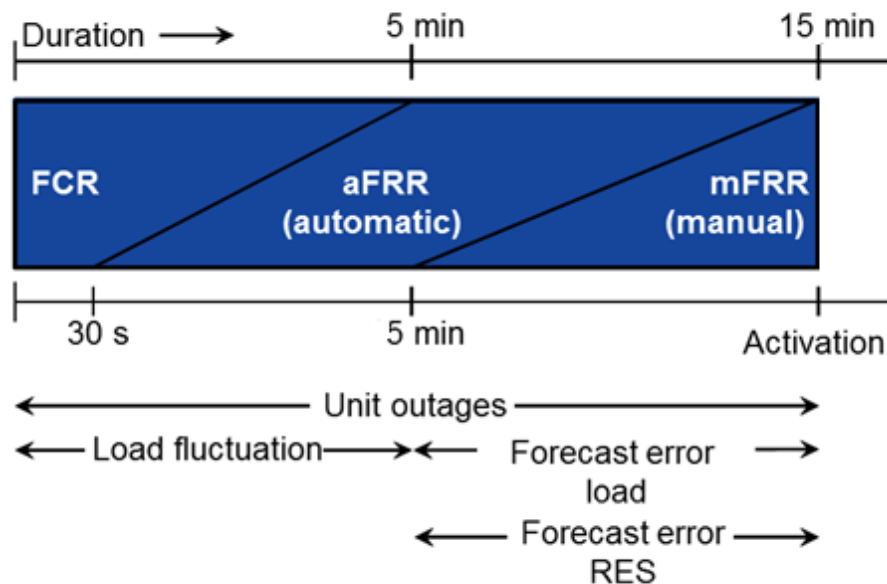 Duration
5 min
15 min
FCR
aFRR
(automatic)
mFRR
(manual)
30 s
5 min
Activation
Unit outages
Load fluctuation
Forecast error
load
Forecast error
RES